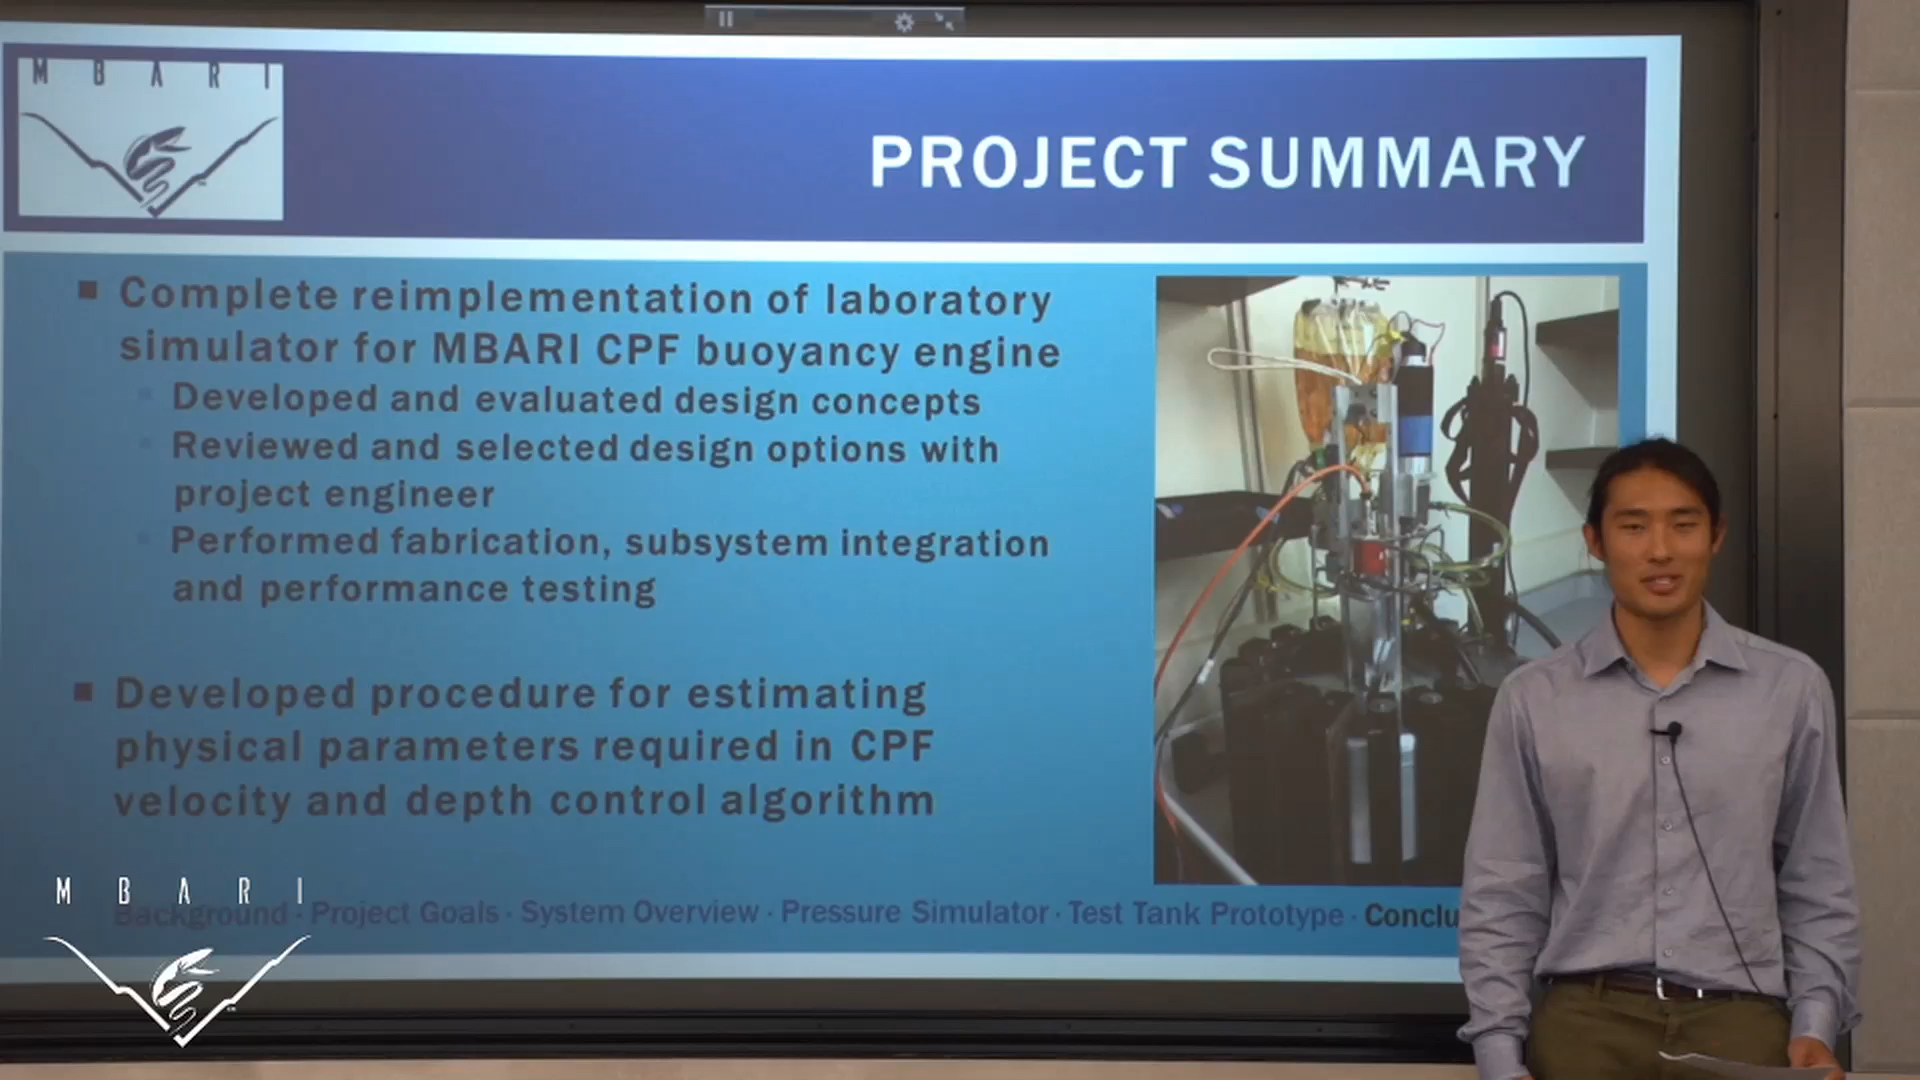 MBARI
PROJECT SUMMARY
Complete reimplementation of laboratory
simulator for MBARI CPF buoyancy engine
Developed and evaluated design concepts
Reviewed and selected design options with
project engineer
Performed fabrication, subsystem integration
and performance testing
Developed procedure for estimating
physical parameters required in CPF
velocity and depth control algorithm
MBARI
Background · Project Goals · System Overview · Pressure Simulator · Test Tank Prototype · Conclu